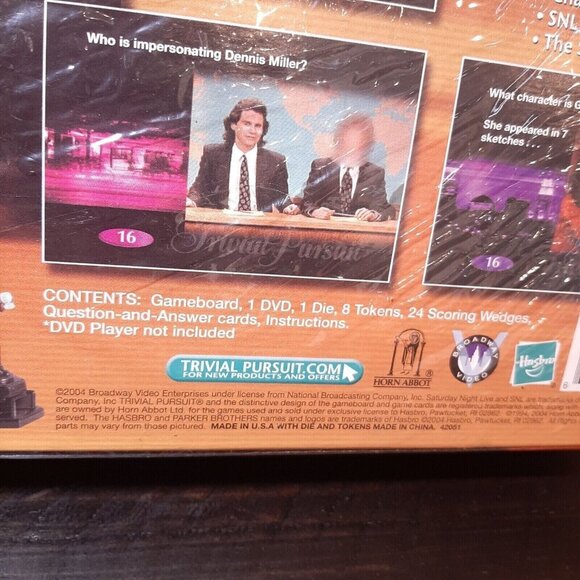 • SNL
• The
Who is impersonating Dennis Miller?
What character is G
She appeared in 7
sketches . . .
16
Trivial Pursuit
16
CONTENTS: Gameboard, 1 DVD, 1 Die, 8 Tokens, 24 Scoring Wedges,
Question-and-Answer cards, Instructions.
*DVD Player not included
TRIVIAL PURSUIT.COM
FOR NEW PRODUCTS AND OFFERS
HORN ABBOT
BROADWAY VIDEO
Hasbro
©2004 Broadway Video Enterprises under license from National Broadcasting Company, Inc. Saturday Night Live and SNL are trademarks
Company, Inc TRIVIAL PURSUIT® and the distinctive design of the gameboard and game cards are registered trademarks
are owned by Horn Abbot Ltd. for the games used and sold under exclusive license to Hasbro, Pawtucket, RI 02862.
served. The HASBRO and PARKER BROTHERS names and logos are trademarks of Hasbro ©2004 Hasbro, Pawtucket, RI 02862. All Rights
parts may vary from those pictured. MADE IN U.S.A WITH DIE AND TOKENS MADE IN CHINA. 42051